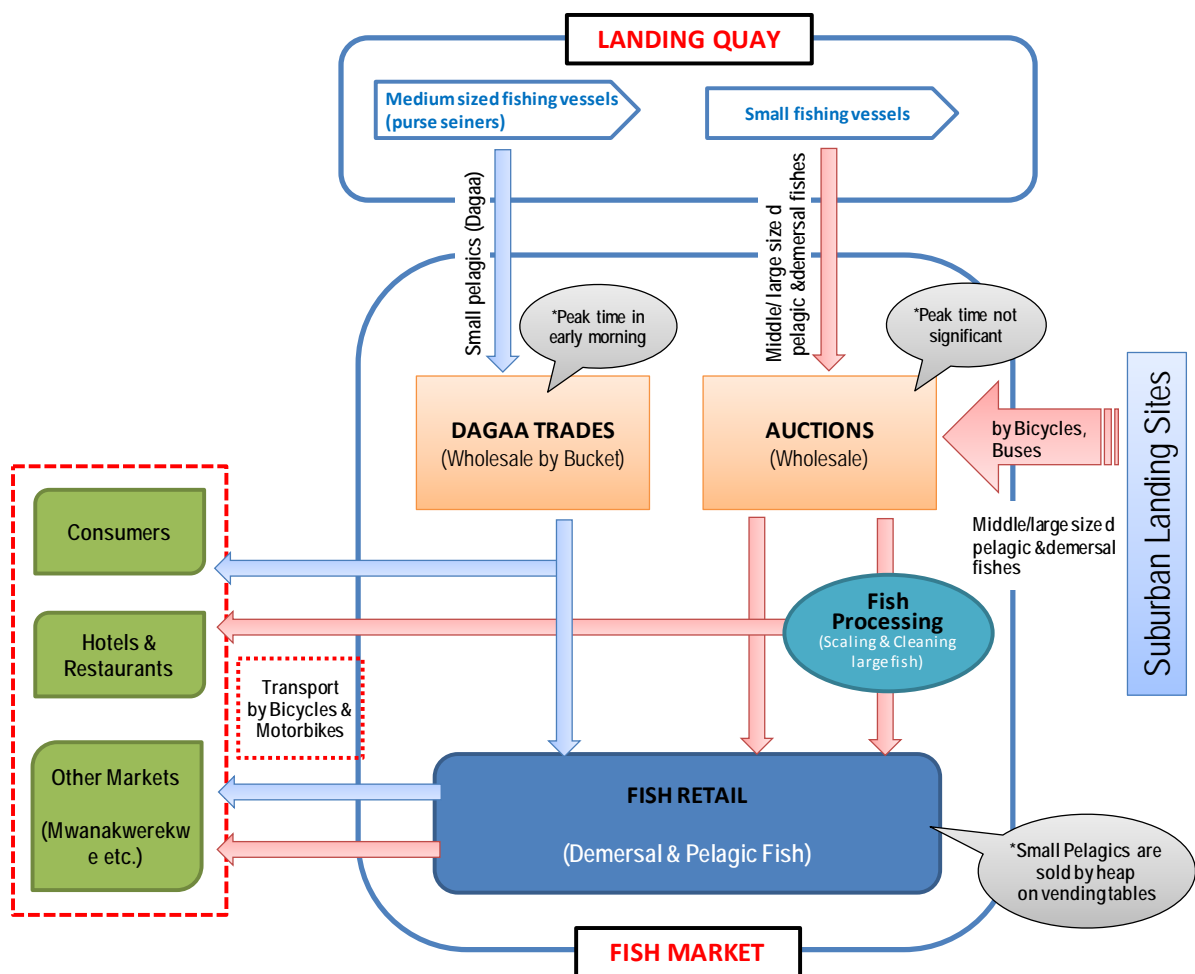 LANDING QUAY
Medium sized fishing vessels
(purse seiners)
Small fishing vessels
Small pelagics (Dagaa)
Middle/ large size d
pelagic &demersal fishes
*Peak time in
early morning
*Peak time not
significant
DAGAA TRADES
(Wholesale by Bucket)
AUCTIONS
(Wholesale)
by Bicycles,
Buses
Suburban Landing Sites
Middle/large size d
pelagic &demersal
fishes
Consumers
Fish
Processing
(Scaling & Cleaning
large fish)
Hotels &
Restaurants
Transport
by Bicycles &
Motorbikes
Other Markets
(Mwanakwerekw
e etc.)
FISH RETAIL
(Demersal & Pelagic Fish)
*Small Pelagics are
sold by heap
on vendingtables
FISH MARKET